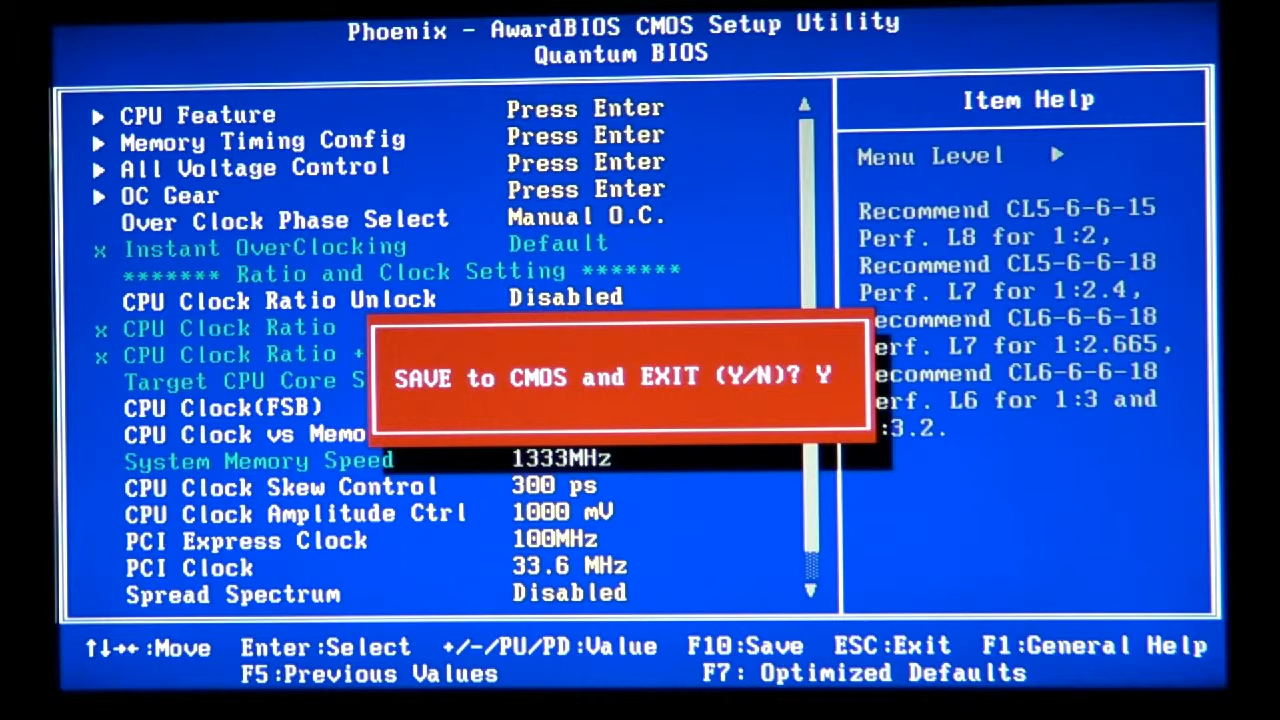 Phoenix - AwardBIOS CMOS Setup Utility
Quantum BIOS
CPU Feature Press Enter
Memory Timing Config Press Enter
All Voltage Control Press Enter
OC Gear Press Enter
Over Clock Phase Select Manual O.C.
x Instant OverClocking Default
******* Ratio and Clock Setting *******
CPU Clock Ratio Unlock Disabled
x CPU Clock Ratio
x CPU Clock Ratio +
Target CPU Core S
CPU Clock(FSB)
CPU Clock vs Memo
System Memory Speed 1333MHz
CPU Clock Skew Control 300 ps
CPU Clock Amplitude Ctrl 1000 mV
PCI Express Clock 100MHz
PCI Clock 33.6 MHz
Spread Spectrum Disabled
SAVE to CMOS and EXIT (Y/N)? Y
Item Help
Menu Level
Recommend CL5-6-6-15
Perf. L8 for 1:2,
Recommend CL5-6-6-18
Perf. L7 for 1:2.4,
ecommend CL6-6-6-18
erf. L7 for 1:2.665,
ecommend CL6-6-6-18
erf. L6 for 1:3 and
:3.2.
↑↓→←:Move Enter:Select +/-/PU/PD:Value F10:Save ESC:Exit F1:General Help
F5:Previous Values F7: Optimized Defaults